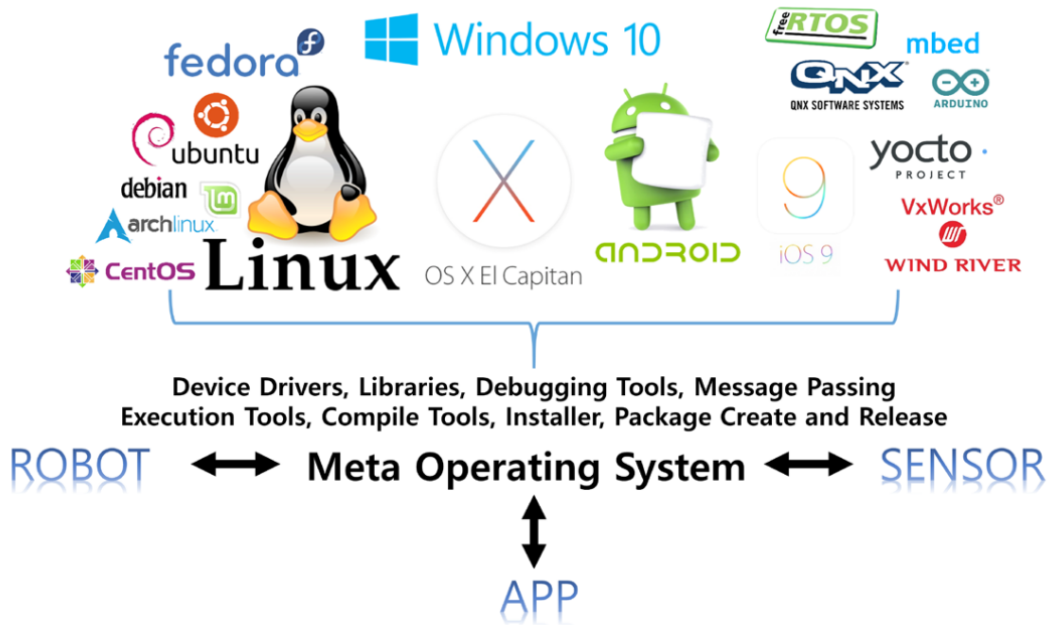 fedora
Windows 10
free RTOS
mbed
QNX
QNX SOFTWARE SYSTEMS
ARDUINO
ubuntu
debian
archlinux
CentOS
Linux
OS X El Capitan
ANDROID
9
iOS 9
yocto
PROJECT
VxWorks®
WIND RIVER
Device Drivers, Libraries, Debugging Tools, Message Passing
Execution Tools, Compile Tools, Installer, Package Create and Release
ROBOT
Meta Operating System
SENSOR
APP